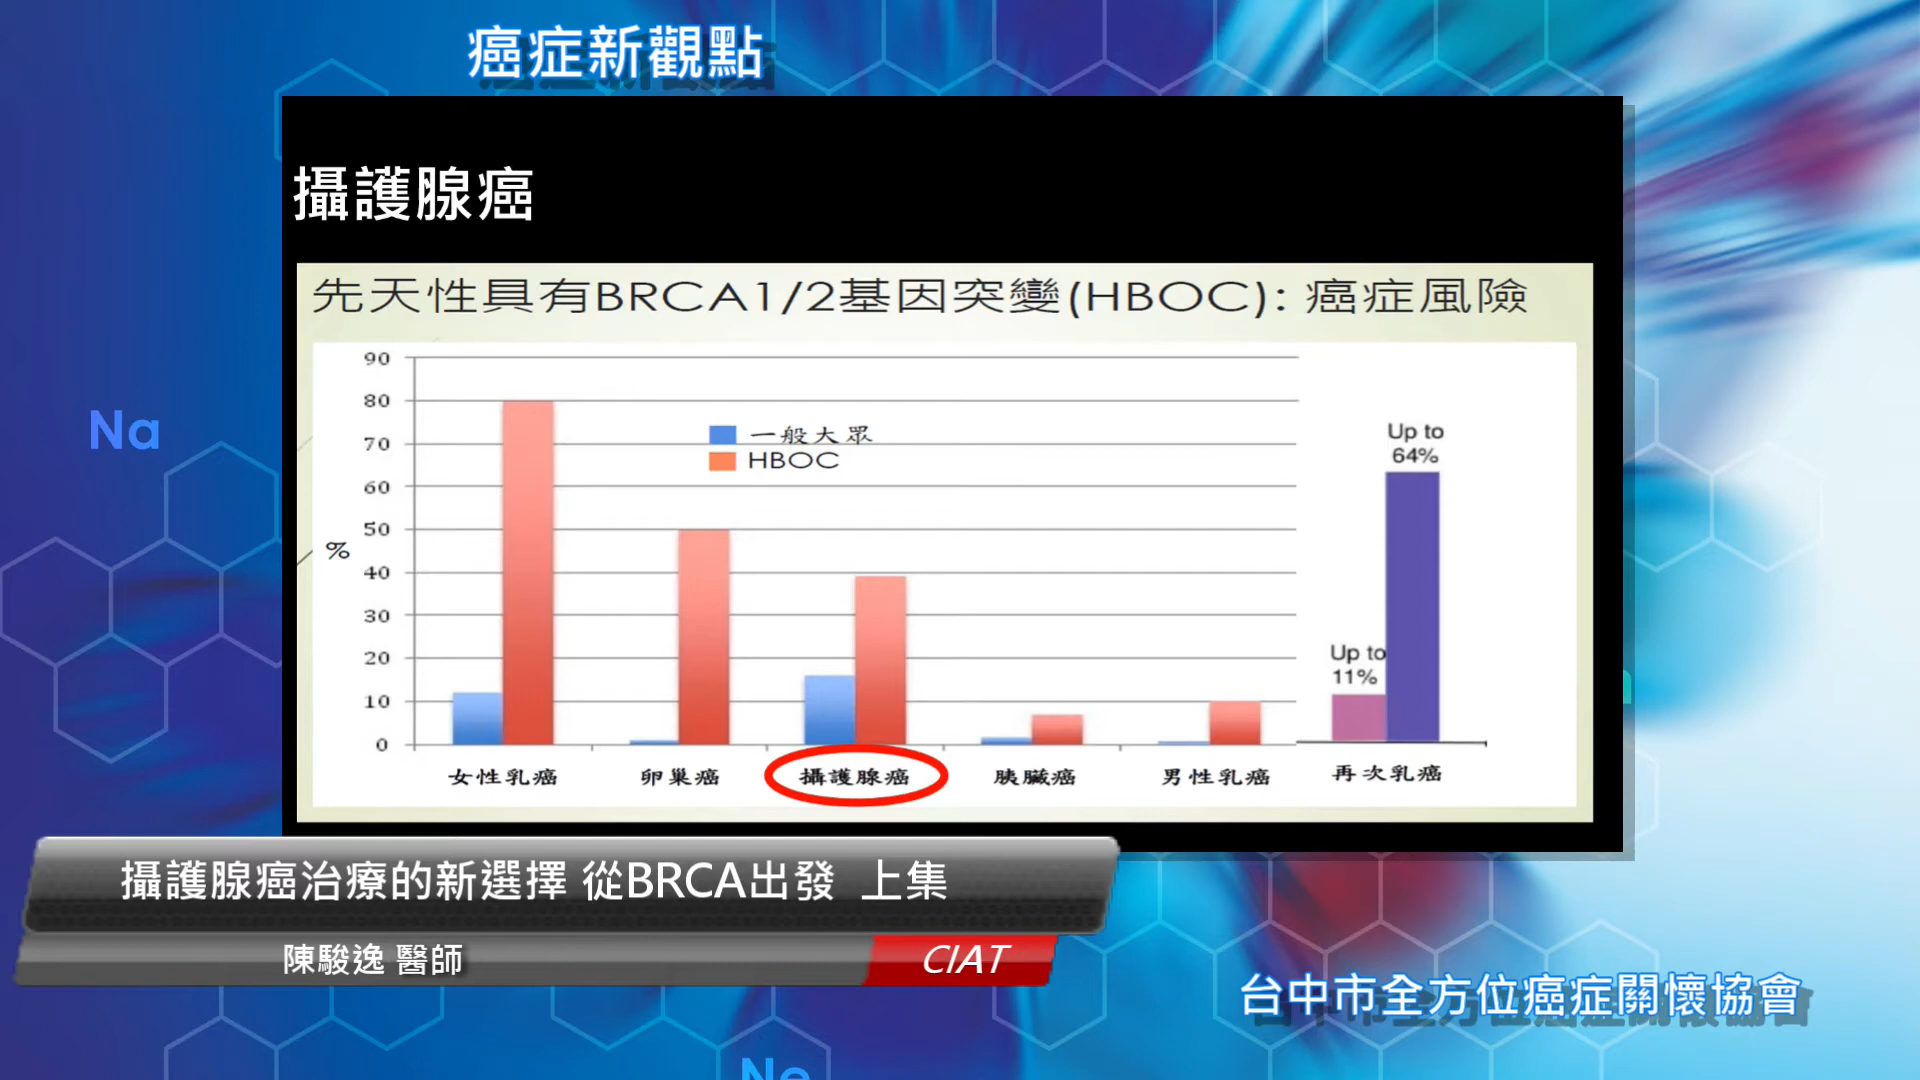 癌症新觀點
攝護腺癌
先天性具有BRCA1/2基因突變(HBOC): 癌症風險
90
80
70
60
50
40
30
20
10
0
%
一般大眾
HBOC
Up to
64%
Up to
11%
女性乳癌
卵巢癌
攝護腺癌
胰臟癌
男性乳癌
再次乳癌
Na
攝護腺癌治療的新選擇 從BRCA出發 上集
陳駿逸 醫師
CIAT
台中市全方位癌症關懷協會
Ne